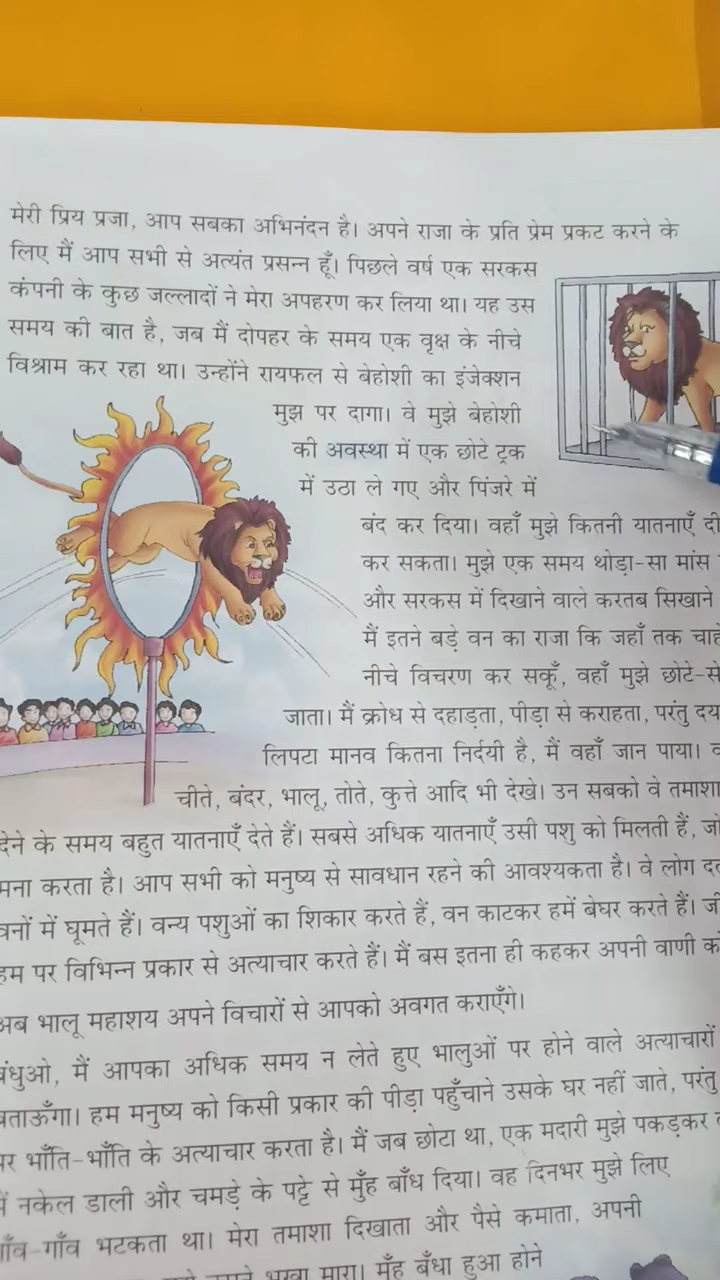 मेरी प्रिय प्रजा, आप सबका अभिनंदन है। अपने राजा के प्रति प्रेम प्रकट करने के
लिए मैं आप सभी से अत्यंत प्रसन्न हूँ। पिछले वर्ष एक सरकस
कंपनी के कुछ जल्लादों ने मेरा अपहरण कर लिया था। यह उस
समय की बात है, जब मैं दोपहर के समय एक वृक्ष के नीचे
विश्राम कर रहा था। उन्होंने रायफल से बेहोशी का इंजेक्शन
मुझ पर दागा। वे मुझे बेहोशी
की अवस्था में एक छोटे ट्रक
में उठा ले गए और पिंजरे में
बंद कर दिया। वहाँ मुझे कितनी यातनाएँ दी
कर सकता। मुझे एक समय थोड़ा-सा मांस
और सरकस में दिखाने वाले करतब सिखाने
मैं इतने बड़े वन का राजा कि जहाँ तक
नीचे विचरण कर सकूँ, वहाँ मुझे
जाता। मैं क्रोध से दहाड़ता, पीड़ा से कराहता, परंतु
लिपटा मानव कितना निर्दयी है, मैं वहाँ जान पाया।
चीते, बंदर, भालू, तोते, कुत्ते आदि भी देखे। उन सबको वे तमाशा
देने के समय बहुत यातनाएँ देते हैं। सबसे अधिक यातनाएँ उसी पशु को मिलती हैं, जो
मना करता है। आप सभी को मनुष्य से सावधान रहने की आवश्यकता है। वे लोग
वनों में घूमते हैं। वन्य पशुओं का शिकार करते हैं, वन काटकर हमें बेघर करते हैं।
हम पर विभिन्न प्रकार से अत्याचार करते हैं। मैं बस इतना ही कहकर अपनी वाणी को
अब भालू महाशय अपने विचारों से आपको अवगत कराएँगे।
बंधुओ, मैं आपका अधिक समय न लेते हुए भालुओं पर होने वाले अत्याचारों
बताऊँगा। हम मनुष्य को किसी प्रकार की पीड़ा पहुँचाने उसके घर नहीं जाते, परंतु
पर भाँति-भाँति के अत्याचार करता है। मैं जब छोटा था, एक मदारी मुझे पकड़कर
में नकेल डाली और चमड़े के पट्टे से मुँह बाँध दिया। वह दिनभर मुझे लिए
गाँव-गाँव भटकता था। मेरा तमाशा दिखाता और पैसे कमाता, अपनी
भूखा मारा। मुँह बँधा हुआ होने